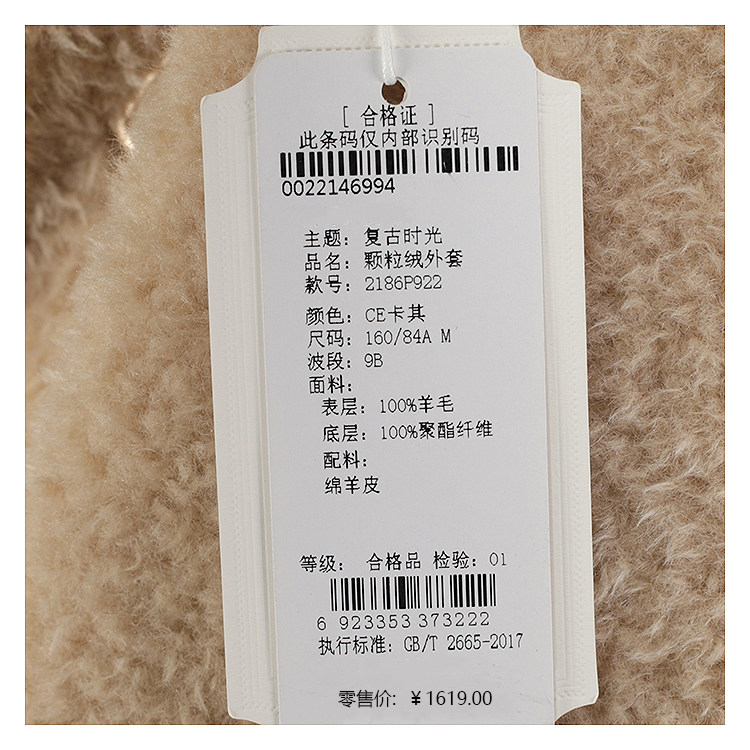 [ 合格证 ]
此条码仅内部识别码
0022146994
主题: 复古时光
品名: 颗粒绒外套
款号: 2186P922
颜色: CE卡其
尺码: 160/84A M
波段: 9B
面料:
表层: 100%羊毛
底层: 100%聚酯纤维
配料:
绵羊皮
等级: 合格品 检验: 01
6 923353 373222
执行标准: GB/T 2665-2017
零售价: ￥1619.00